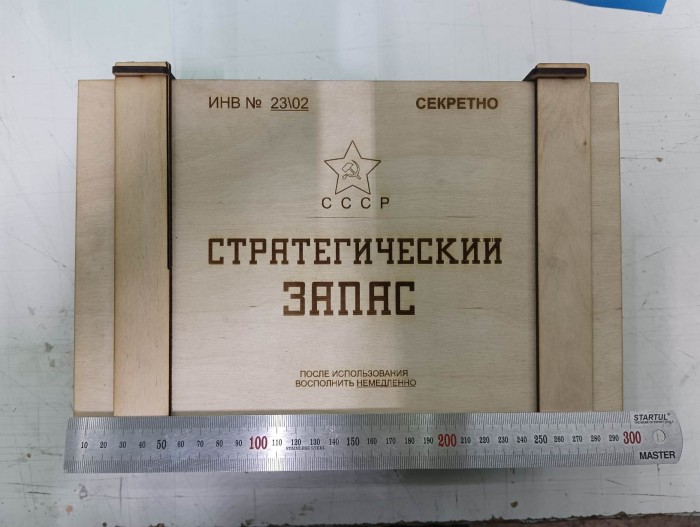 ИНВ № 23\02
СЕКРЕТНО
СССР
СТРАТЕГИЧЕСКИЙ
ЗАПАС
ПОСЛЕ ИСПОЛЬЗОВАНИЯ
ВОСПОЛНИТЬ НЕМЕДЛЕННО
STARTUL
10 20 30 40 50 60 70 80 90 100 110 120 130 140 150 160 170 180 190 200 210 220 230 240 250 260 270 280 290 300
STAINLESS STEEL
MASTER